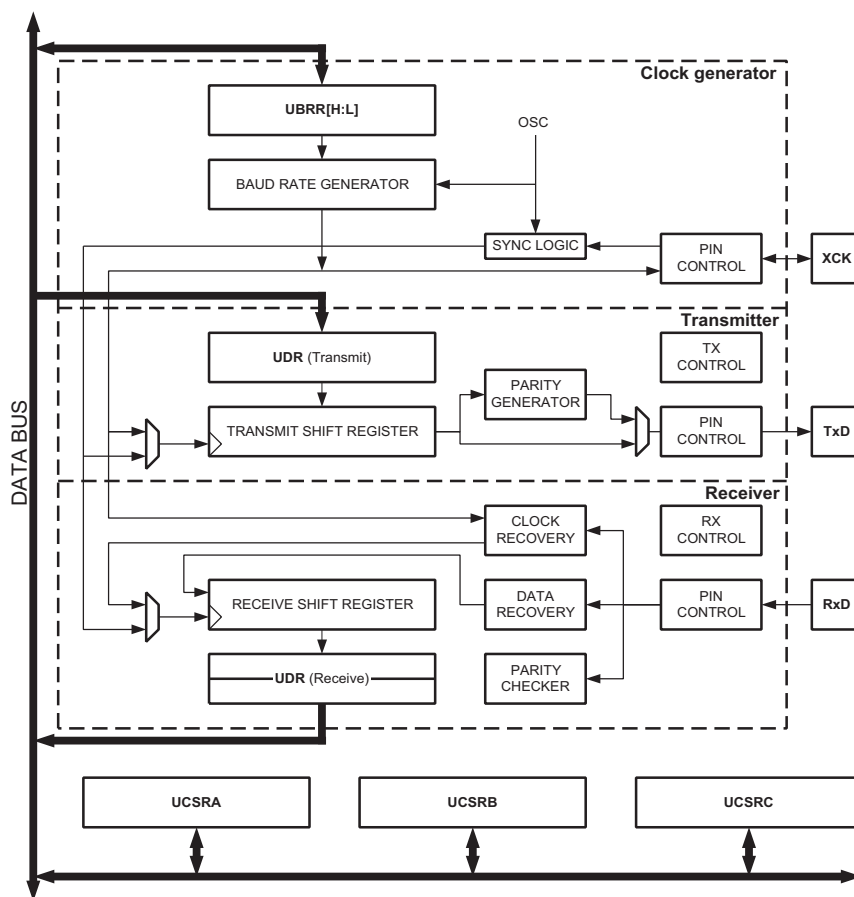 Clock generator
UBRR[H:L]
OSC
BAUD RATE GENERATOR
SYNC LOGIC
PIN
CONTROL
XCK
Transmitter
UDR (Transmit)
TX
CONTROL
PARITY
GENERATOR
TRANSMIT SHIFT REGISTER
PIN
CONTROL
TxD
DATA BUS
Receiver
CLOCK
RECOVERY
RX
CONTROL
RECEIVE SHIFT REGISTER
DATA
RECOVERY
PIN
CONTROL
RxD
UDR (Receive)
PARITY
CHECKER
UCSRA
UCSRB
UCSRC